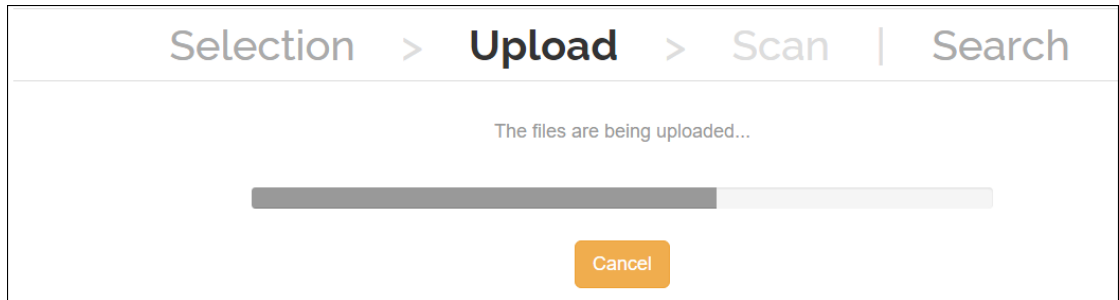 Selection > Upload > Scan | Search
The files are being uploaded...
Cancel